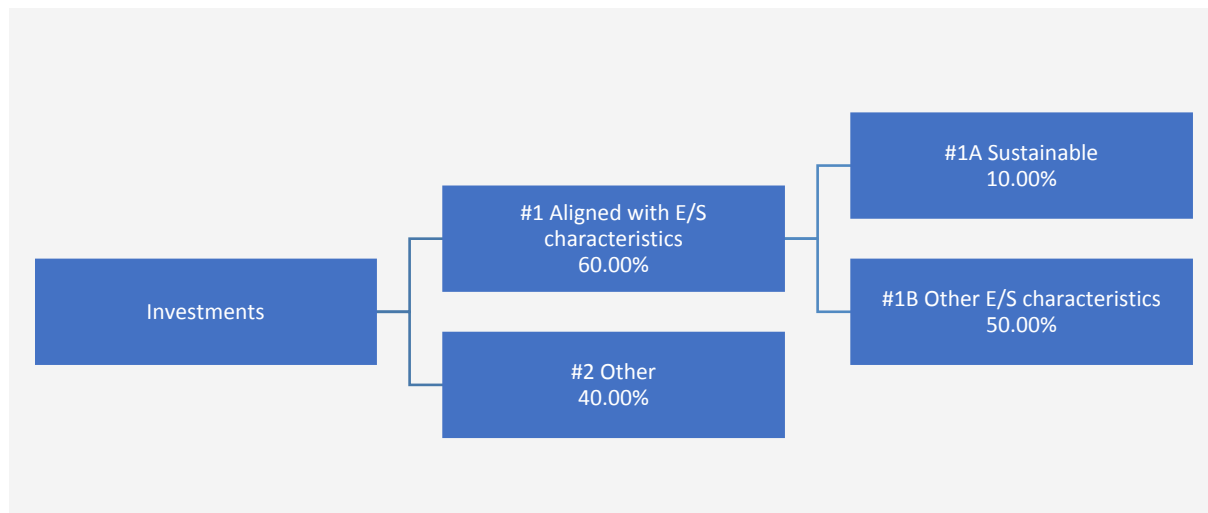 Investments
#1 Aligned with E/S
characteristics
60.00%
#2 Other
40.00%
#1A Sustainable
10.00%
#1B Other E/S characteristics
50.00%